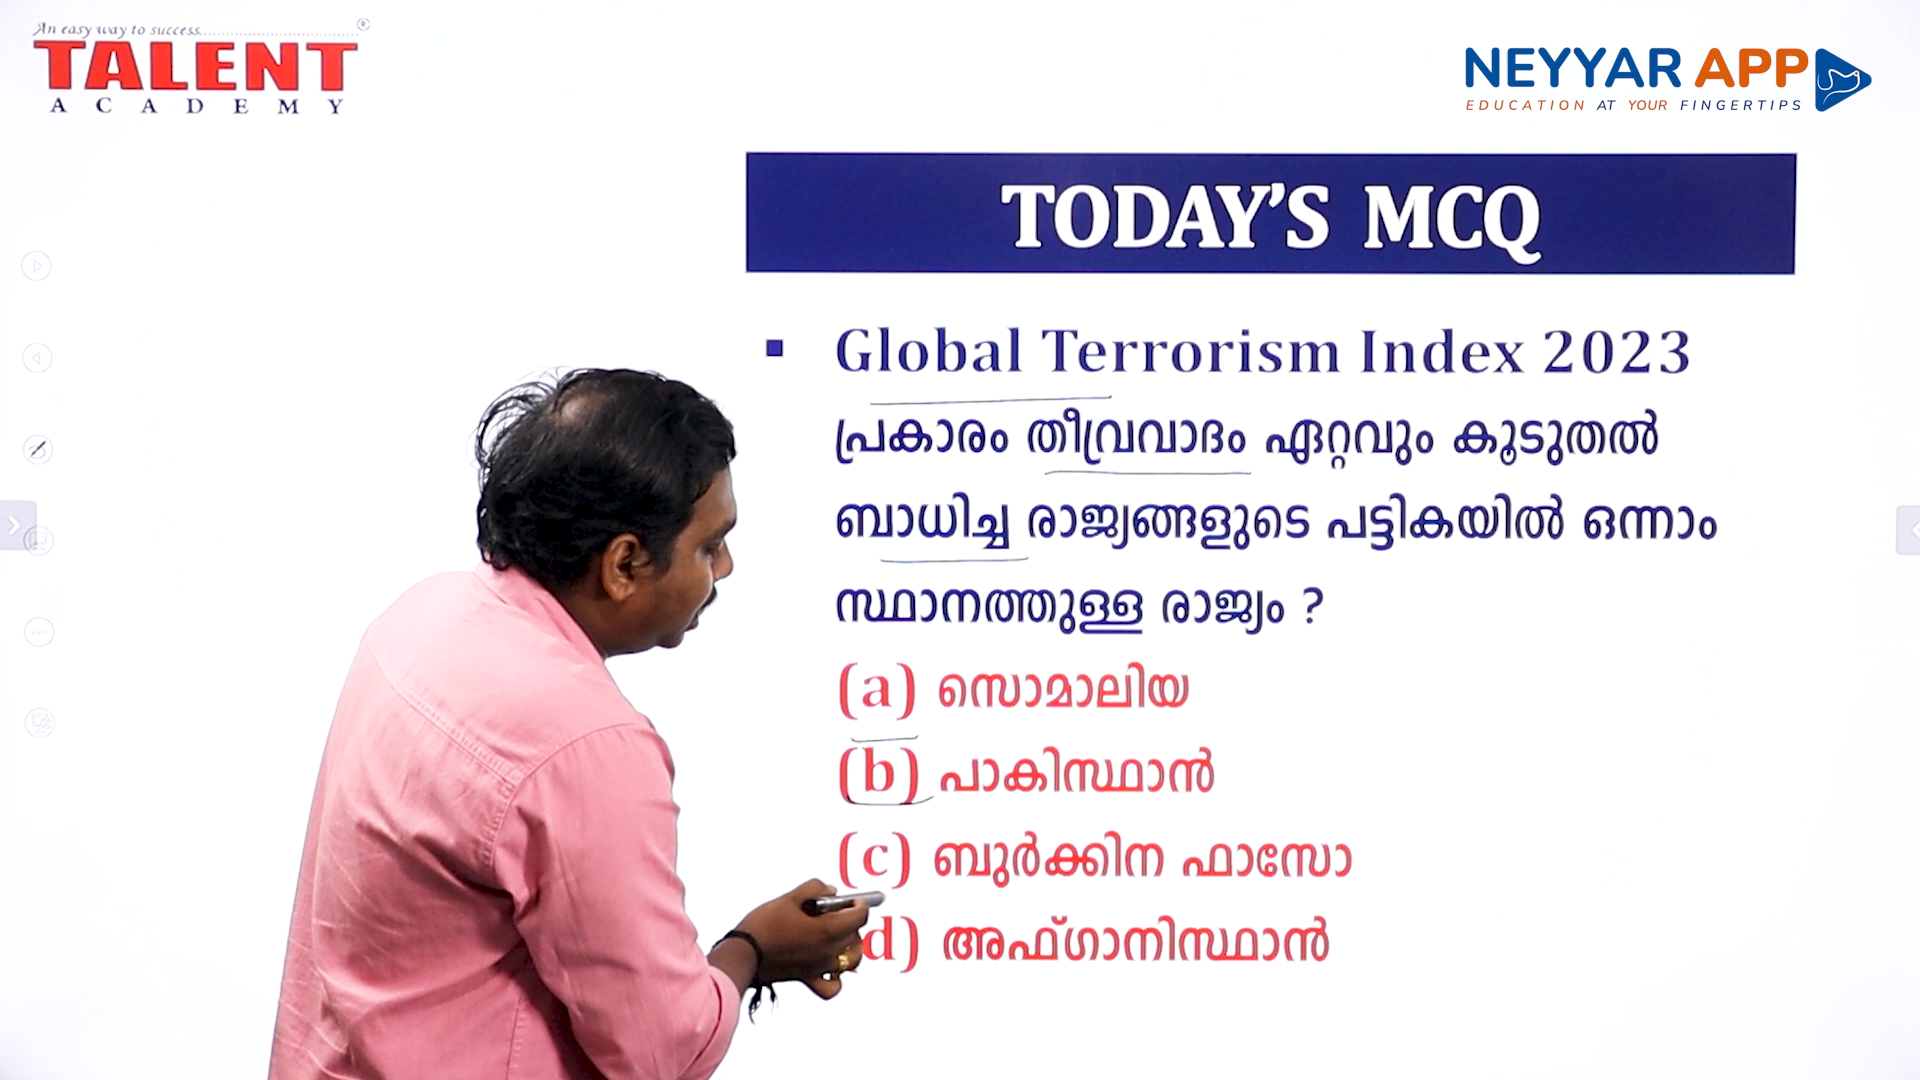 An easy way to success
TALENT
ACADEMY
NEYYAR APP
EDUCATION AT YOUR FINGERTIPS
TODAY'S MCQ
▪ Global Terrorism Index 2023
പ്രകാരം തീവ്രവാദം ഏറ്റവും കൂടുതൽ
ബാധിച്ച രാജ്യങ്ങളുടെ പട്ടികയിൽ ഒന്നാം
സ്ഥാനത്തുള്ള രാജ്യം ?
(a) സൊമാലിയ
(b) പാകിസ്ഥാൻ
(c) ബുർക്കിന ഫാസോ
d) അഫ്ഗാനിസ്ഥാൻ